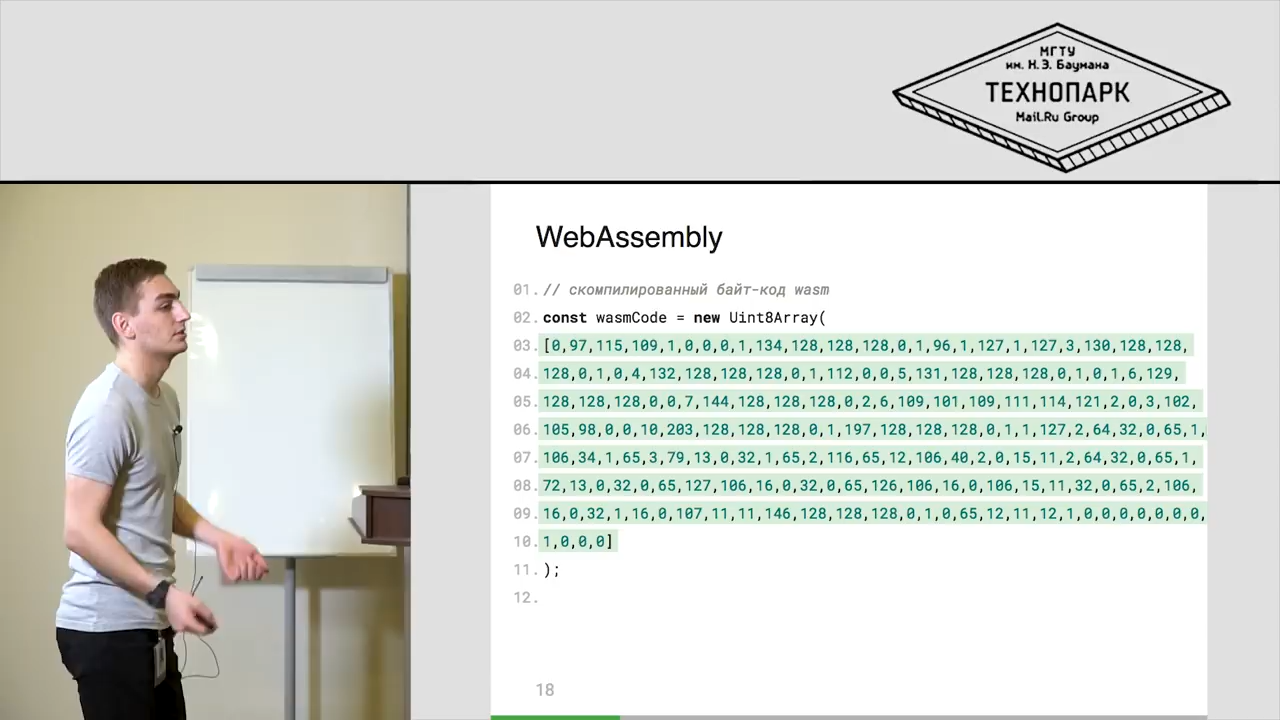 МГТУ
им. Н.Э. Баумана
ТЕХНОПАРК
Mail.Ru Group
WebAssembly
01. // скомпилированный байт-код wasm
02. const wasmCode = new Uint8Array(
03. [0,97,115,109,1,0,0,0,1,134,128,128,128,0,1,96,1,127,1,127,3,130,128,128,
04. 128,0,1,0,4,132,128,128,128,0,1,112,0,0,5,131,128,128,128,0,1,0,1,6,129,
05. 128,128,128,0,0,7,144,128,128,128,0,2,6,109,101,109,111,114,121,2,0,3,102,
06. 105,98,0,0,10,203,128,128,128,0,1,197,128,128,128,0,1,1,127,2,64,32,0,65,1,
07. 106,34,1,65,3,79,13,0,32,1,65,2,116,65,12,106,40,2,0,15,11,2,64,32,0,65,1,
08. 72,13,0,32,0,65,127,106,16,0,32,0,65,126,106,16,0,106,15,11,32,0,65,2,106,
09. 16,0,32,1,16,0,107,11,11,146,128,128,128,0,1,0,65,12,11,12,1,0,0,0,0,0,0,0,
10. 1,0,0,0]
11. );
12.
18